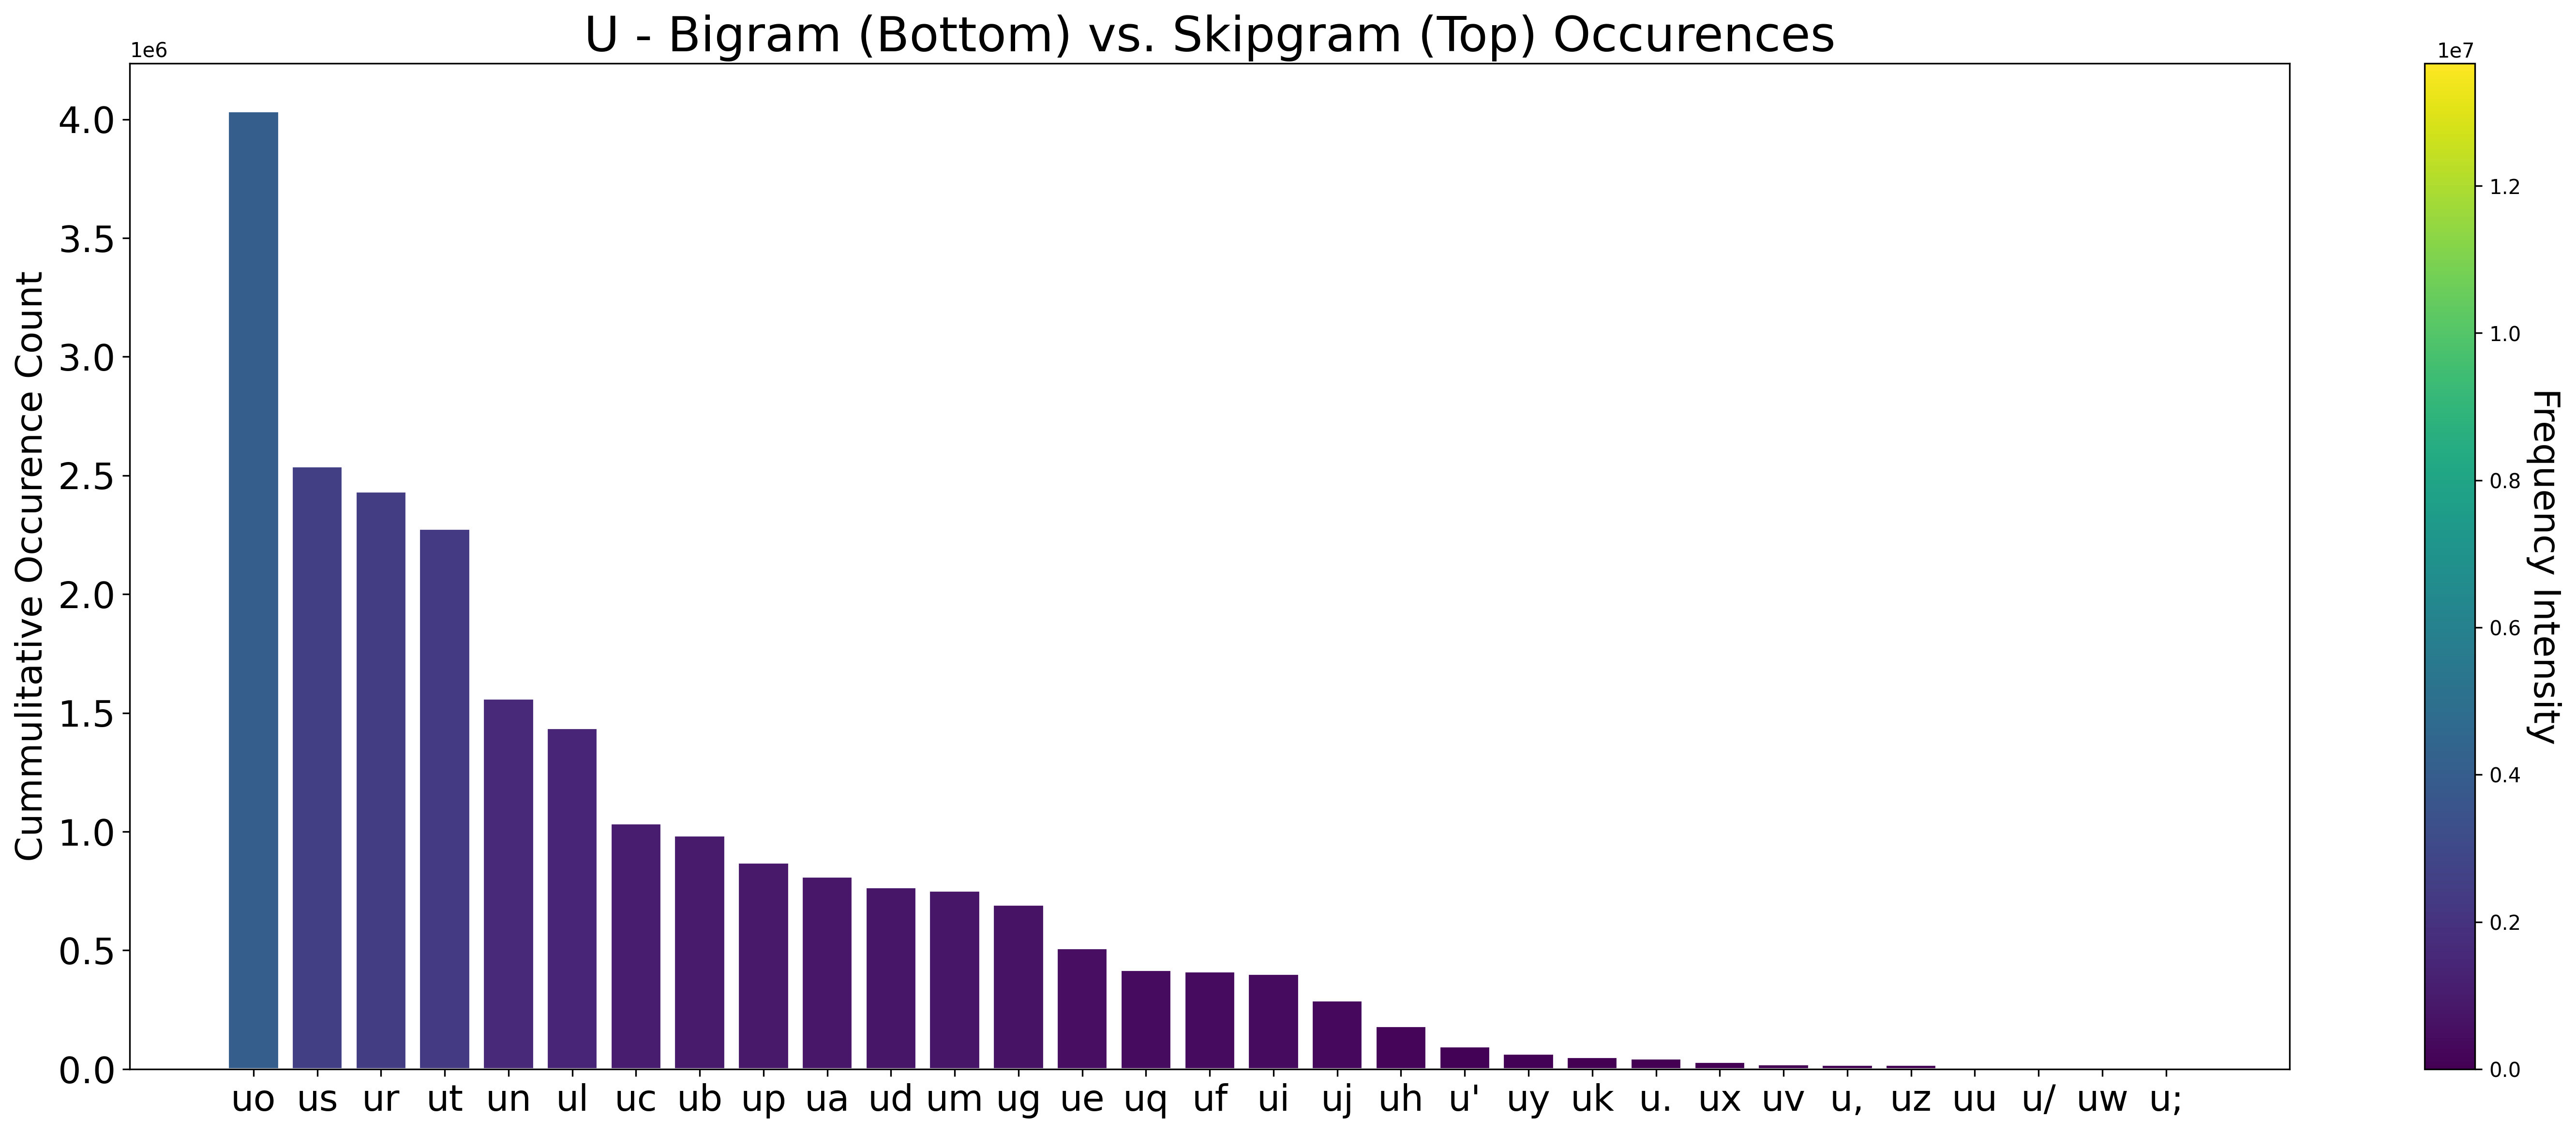 U - Bigram (Bottom) vs. Skipgram (Top) Occurences
1e6
4.0
3.5
3.0
2.5
2.0
1.5
1.0
0.5
0.0
Cummulitative Occurence Count
uo us ur ut un ul uc ub up ua ud um ug ue uq uf ui uj uh u' uy uk u. ux uv u, uz uu u/ uw u;
1e7
1.2
1.0
0.8
0.6
0.4
0.2
0.0
Frequency Intensity